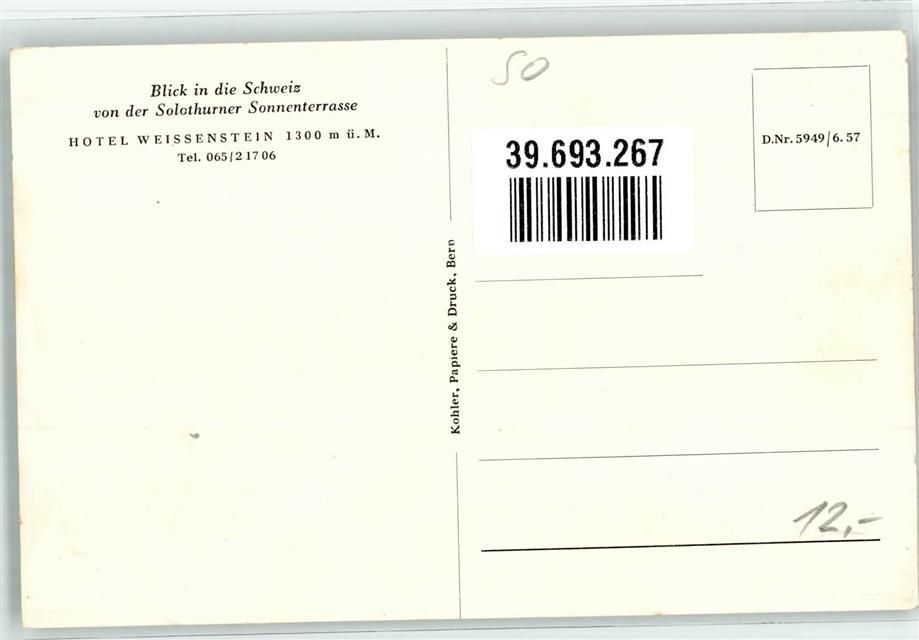 Blick in die Schweiz
von der Solothurner Sonnenterrasse
HOTEL WEISSENSTEIN 1300 m ü. M.
Tel. 065/2 17 06
Kohler, Papiere & Druck, Bern
SO
39.693.267
D.Nr. 5949/6. 57
12,-